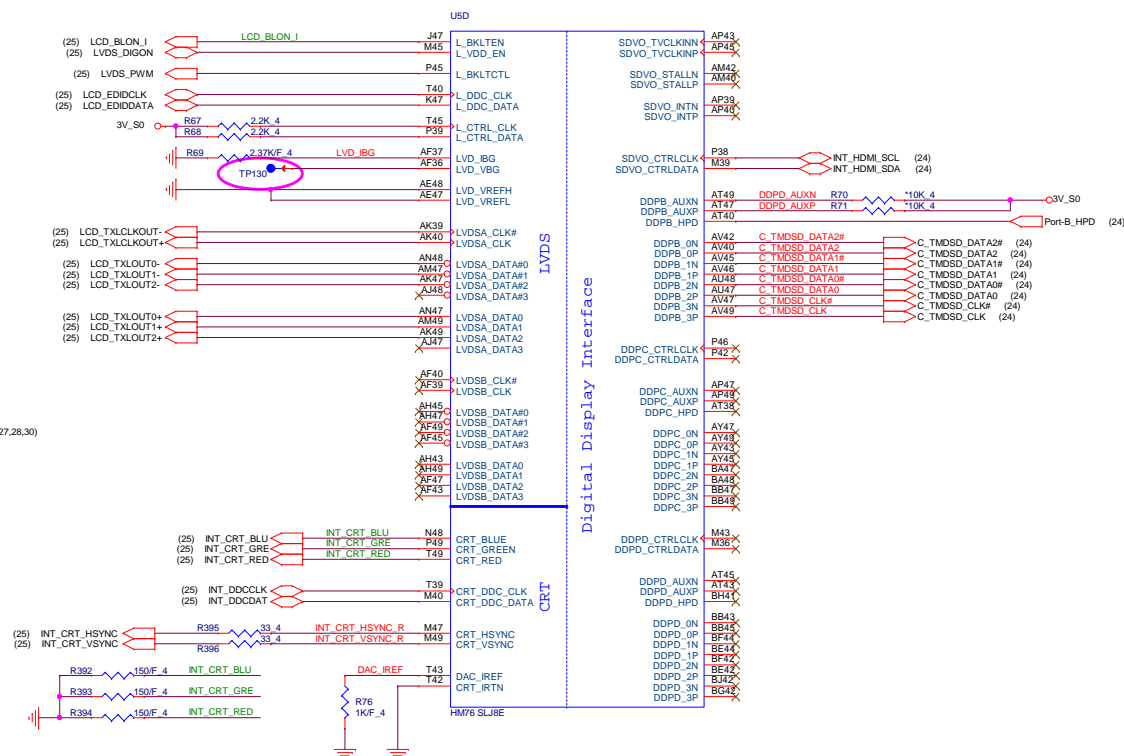 U5D
(25) LCD_BLON_I LCD_BLON_I J47 L_BKLTEN SDVO_TVCLKINN AP43
(25) LVDS_DIGON M45 L_VDD_EN SDVO_TVCLKINP AP45
(25) LVDS_PWM P45 L_BKLTCTL SDVO_STALLN AM42
SDVO_STALLP AM40
(25) LCD_EDIDCLK T40 L_DDC_CLK
(25) LCD_EDIDDATA K47 L_DDC_DATA SDVO_INTN AP39
SDVO_INTP AP40
3V_S0 R67 2.2K_4 T45 L_CTRL_CLK
R68 2.2K_4 P39 L_CTRL_DATA
R69 2.37K/F_4 LVD_IBG AF37 LVD_IBG SDVO_CTRLCLK P38 INT_HDMI_SCL (24)
TP130 AF36 LVD_VBG SDVO_CTRLDATA M39 INT_HDMI_SDA (24)
AE48 LVD_VREFH
AE47 LVD_VREFL DDPB_AUXN AT49 DDPD_AUXN R70 *10K_4 3V_S0
DDPB_AUXP AT47 DDPD_AUXP R71 *10K_4
DDPB_HPD AT40 Port-B_HPD (24)
(25) LCD_TXLCLKOUT- AK39 LVDSA_CLK#
(25) LCD_TXLCLKOUT+ AK40 LVDSA_CLK LVDS
DDPB_0N AV42 C_TMDSD_DATA2# C_TMDSD_DATA2# (24)
DDPB_0P AV40 C_TMDSD_DATA2 C_TMDSD_DATA2 (24)
(25) LCD_TXLOUT0- AN48 LVDSA_DATA#0 DDPB_1N AV45 C_TMDSD_DATA1# C_TMDSD_DATA1# (24)
(25) LCD_TXLOUT1- AM47 LVDSA_DATA#1 DDPB_1P AV46 C_TMDSD_DATA1 C_TMDSD_DATA1 (24)
(25) LCD_TXLOUT2- AK47 LVDSA_DATA#2 DDPB_2N AU48 C_TMDSD_DATA0# C_TMDSD_DATA0# (24)
AJ48 LVDSA_DATA#3 DDPB_2P AU47 C_TMDSD_DATA0 C_TMDSD_DATA0 (24)
DDPB_3N AV47 C_TMDSD_CLK# C_TMDSD_CLK# (24)
(25) LCD_TXLOUT0+ AN47 LVDSA_DATA0 DDPB_3P AV49 C_TMDSD_CLK C_TMDSD_CLK (24)
(25) LCD_TXLOUT1+ AM49 LVDSA_DATA1
(25) LCD_TXLOUT2+ AK49 LVDSA_DATA2
AJ47 LVDSA_DATA3 DDPC_CTRLCLK P46
DDPC_CTRLDATA P42
Digital Display Interface
AF40 LVDSB_CLK#
AF39 LVDSB_CLK DDPC_AUXN AP47
DDPC_AUXP AP49
AH45 LVDSB_DATA#0 DDPC_HPD AT38
AH47 LVDSB_DATA#1
27,28,30) AF49 LVDSB_DATA#2 DDPC_0N AY47
AF45 LVDSB_DATA#3 DDPC_0P AY49
DDPC_1N AY43
AH43 LVDSB_DATA0 DDPC_1P AY45
AH49 LVDSB_DATA1 DDPC_2N BA47
AF47 LVDSB_DATA2 DDPC_2P BA48
AF43 LVDSB_DATA3 DDPC_3N BB47
DDPC_3P BB49
(25) INT_CRT_BLU INT_CRT_BLU N48 CRT_BLUE DDPD_CTRLCLK M43
(25) INT_CRT_GRE INT_CRT_GRE P49 CRT_GREEN DDPD_CTRLDATA M36
(25) INT_CRT_RED INT_CRT_RED T49 CRT_RED
CRT
DDPD_AUXN AT45
(25) INT_DDCCLK T39 CRT_DDC_CLK DDPD_AUXP AT43
(25) INT_DDCDAT M40 CRT_DDC_DATA DDPD_HPD BH41
DDPD_0N BB43
(25) INT_CRT_HSYNC R395 33_4 INT_CRT_HSYNC_R M47 CRT_HSYNC DDPD_0P BB45
(25) INT_CRT_VSYNC R396 33_4 INT_CRT_VSYNC_R M49 CRT_VSYNC DDPD_1N BF44
DDPD_1P BE44
DDPD_2N BF42
R392 150/F_4 INT_CRT_BLU DAC_IREF T43 DAC_IREF DDPD_2P BE42
T42 CRT_IRTN DDPD_3N BJ42
R393 150/F_4 INT_CRT_GRE DDPD_3P BG42
R76
1K/F_4
R394 150/F_4 INT_CRT_RED HM76 SLJ8E